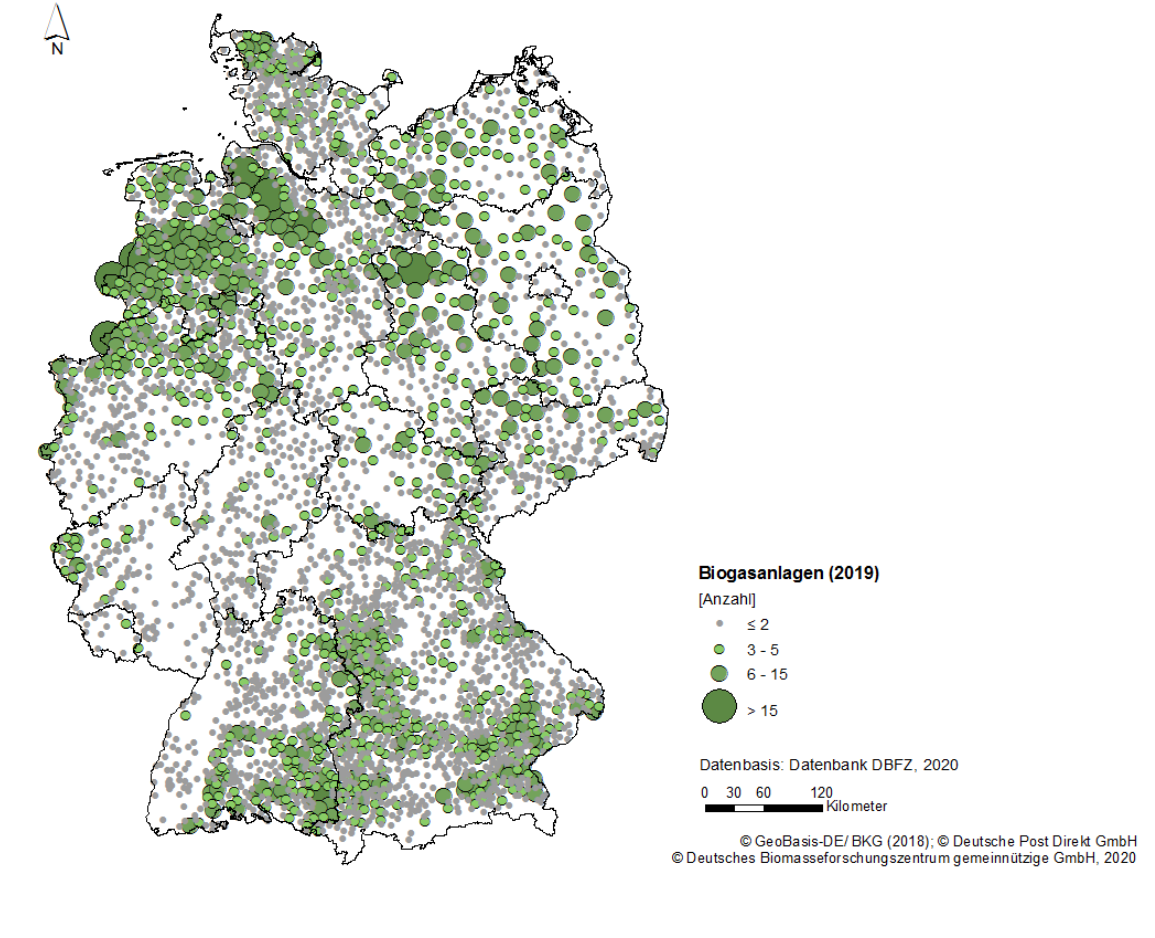 N
Biogasanlagen (2019)
[Anzahl]
≤ 2
3 - 5
6 - 15
> 15
Datenbasis: Datenbank DBFZ, 2020
0 30 60 120
Kilometer
© GeoBasis-DE/ BKG (2018); © Deutsche Post Direkt GmbH
© Deutsches Biomasseforschungszentrum gemeinnützige GmbH, 2020